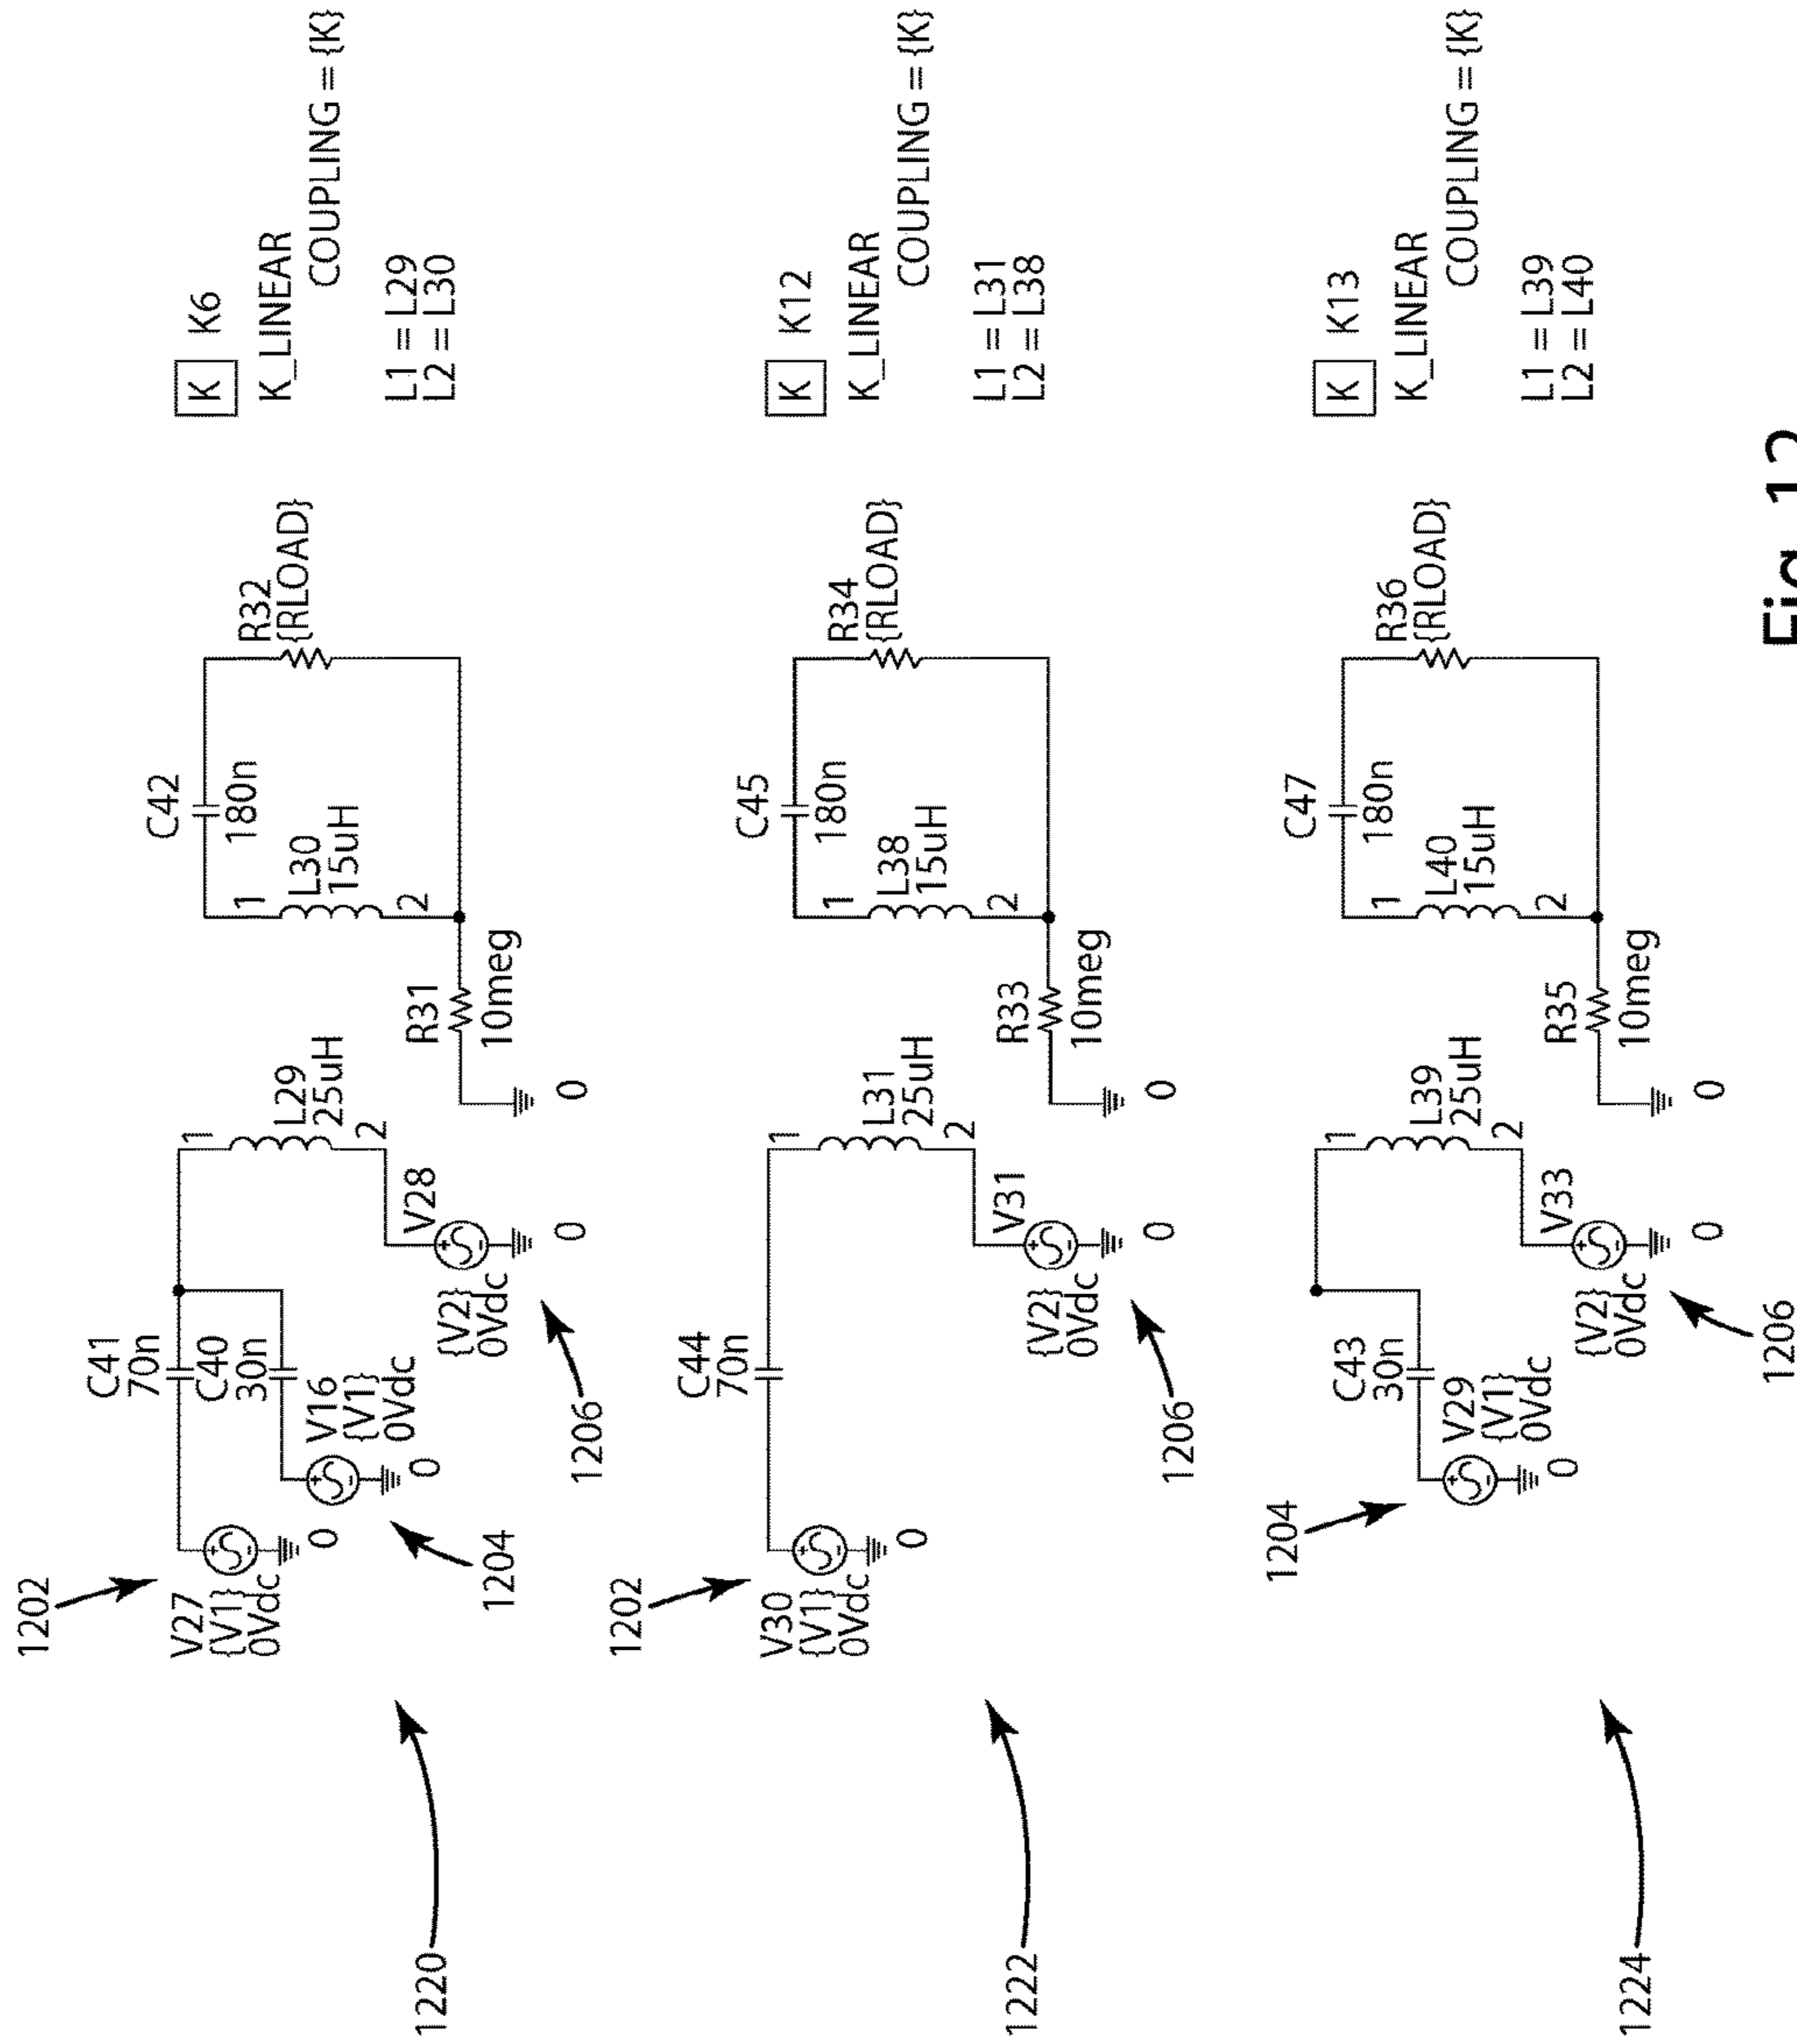 1202
V27
{V1}
0Vdc
C41
70n
C40
30n
V16
{V1}
0Vdc
0
0
1204
1
L29
25uH
2
V28
{V2}
0Vdc
0
1206
C42
180n
1
L30
15uH
2
R32
{RLOAD}
R31
10meg
0
K K6
K_LINEAR
COUPLING = {K}
L1 = L29
L2 = L30
1220
1202
V30
{V1}
0Vdc
0
C44
70n
1
L31
25uH
2
V31
{V2}
0Vdc
0
1206
C45
180n
1
L38
15uH
2
R34
{RLOAD}
R33
10meg
0
K K12
K_LINEAR
COUPLING = {K}
L1 = L31
L2 = L38
1222
1204
C43
30n
V29
{V1}
0Vdc
0
1
L39
25uH
2
V33
{V2}
0Vdc
0
1206
C47
180n
1
L40
15uH
2
R36
{RLOAD}
R35
10meg
0
K K13
K_LINEAR
COUPLING = {K}
L1 = L39
L2 = L40
1224
Fig. 12